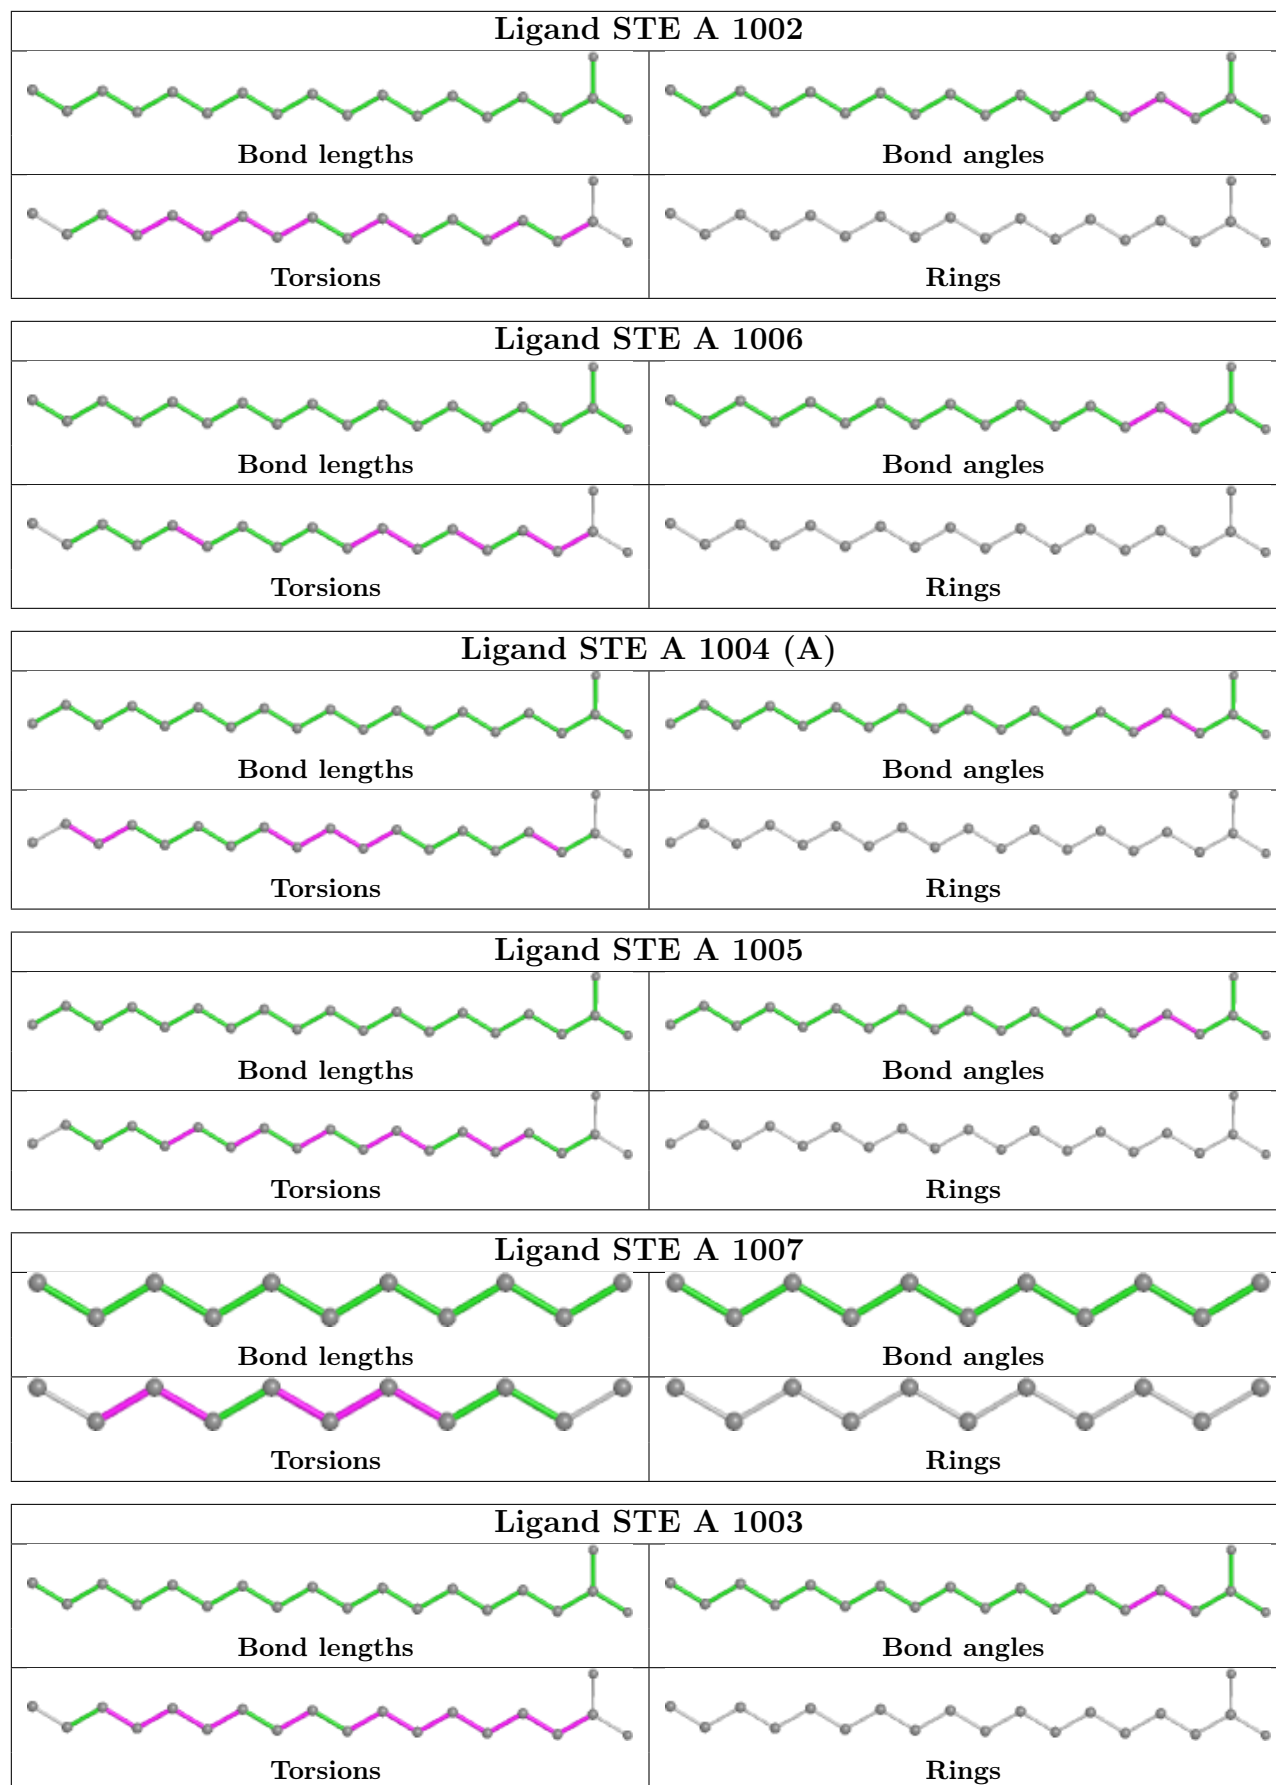 Ligand STE A 1002
Bond lengths
Bond angles
Torsions
Rings
Ligand STE A 1006
Bond lengths
Bond angles
Torsions
Rings
Ligand STE A 1004 (A)
Bond lengths
Bond angles
Torsions
Rings
Ligand STE A 1005
Bond lengths
Bond angles
Torsions
Rings
Ligand STE A 1007
Bond lengths
Bond angles
Torsions
Rings
Ligand STE A 1003
Bond lengths
Bond angles
Torsions
Rings